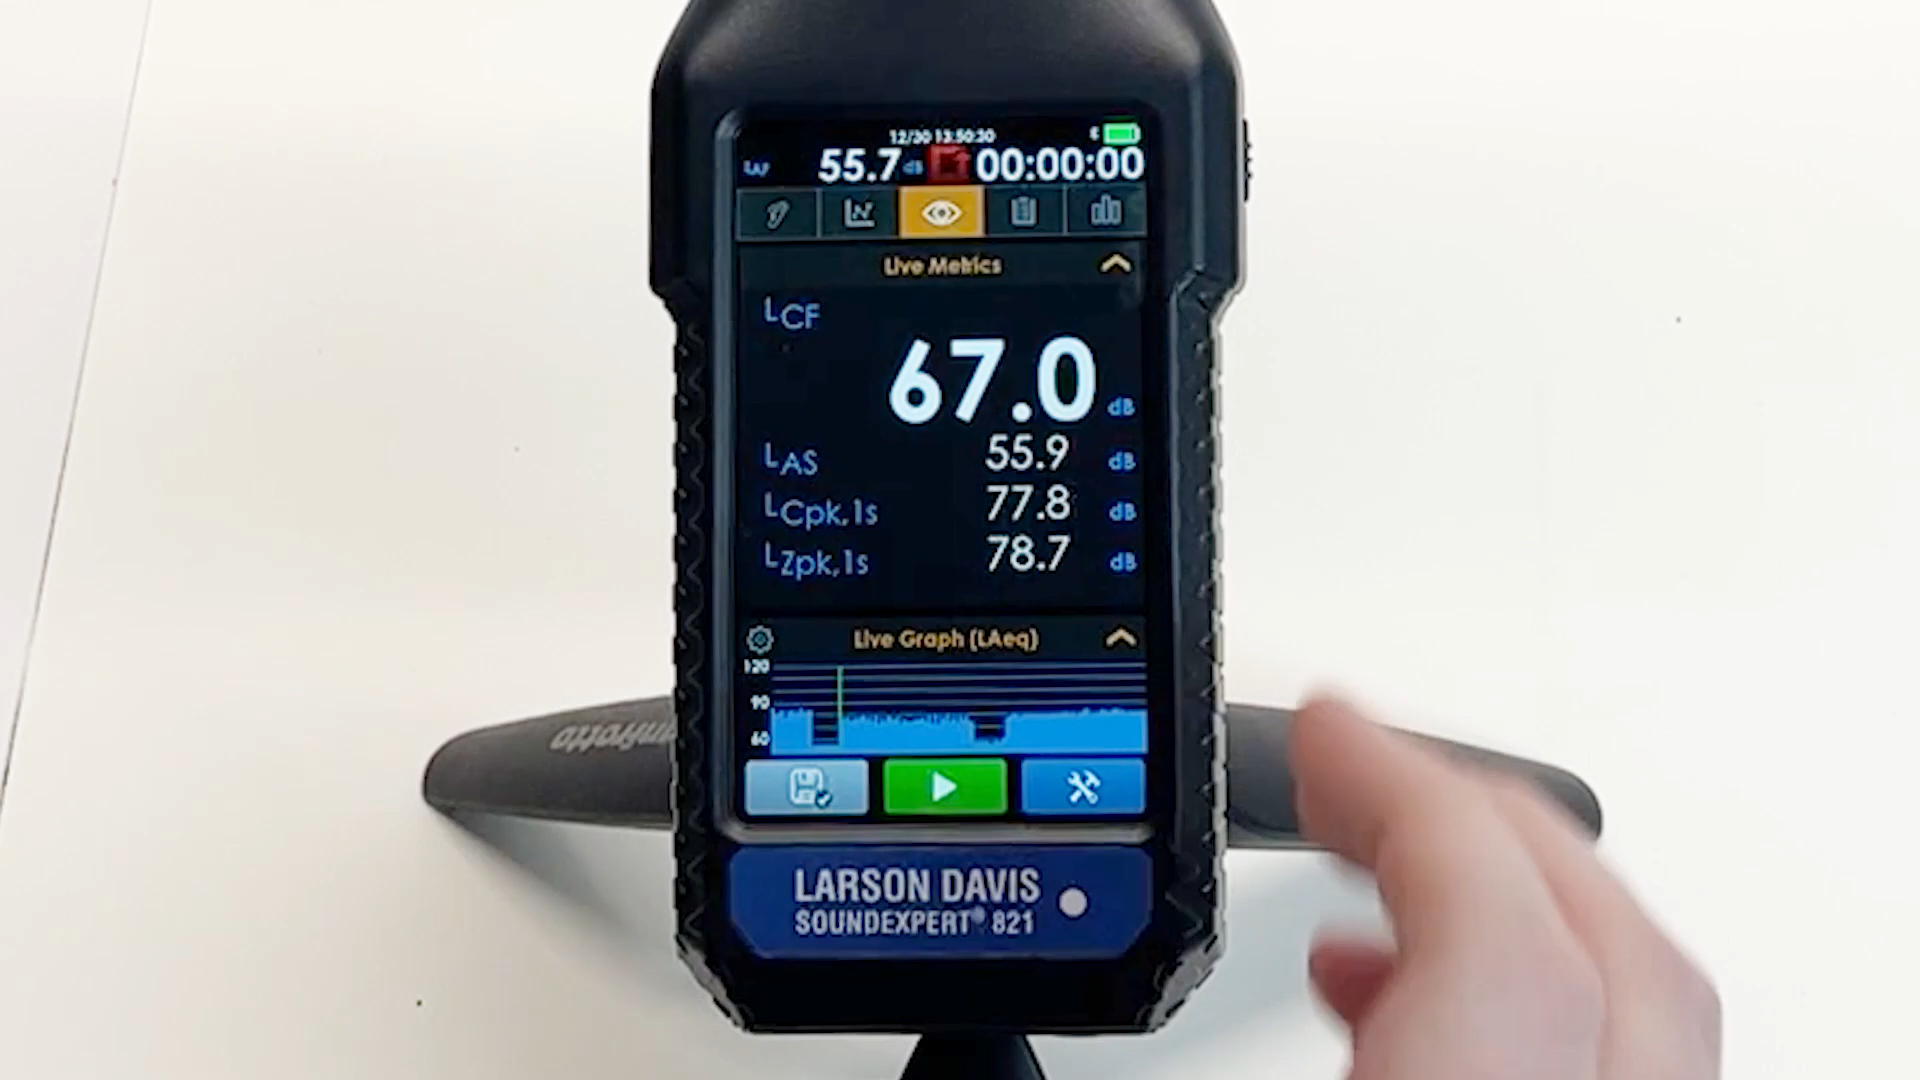 12/30 13:50:30
55.7 dB 00:00:00
Live Metrics
LCF
67.0 dB
LAS 55.9 dB
LCpk,1s 77.8 dB
LZpk,1s 78.7 dB
Live Graph (LAeq)
120
90
60
LARSON DAVIS
SOUNDEXPERT® 821